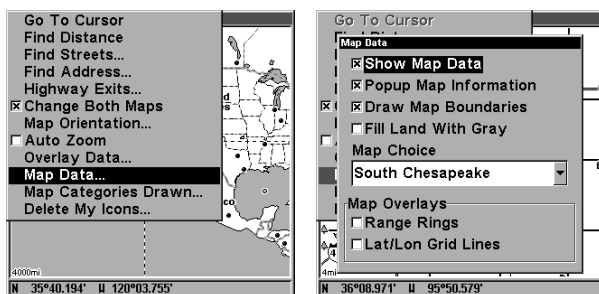 Go To Cursor
Find Distance
Find Streets...
Find Address...
Highway Exits...
Change Both Maps
Map Orientation...
Auto Zoom
Overlay Data...
Map Data...
Map Categories Drawn...
Delete My Icons...
4000mi
N 35°40.194' W 120°03.755'
Go To Cursor
Map Data
Show Map Data
Popup Map Information
Draw Map Boundaries
Fill Land With Gray
Map Choice
South Chesapeake
Map Overlays
Range Rings
Lat/Lon Grid Lines
N 36°08.971' W 95°50.579'